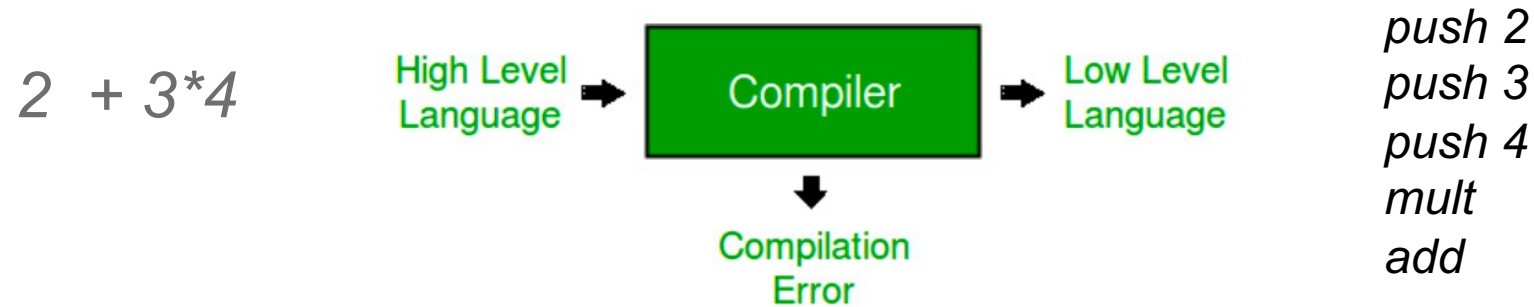 2 + 3*4
High Level
Language
Compiler
Low Level
Language
Compilation
Error
push 2
push 3
push 4
mult
add